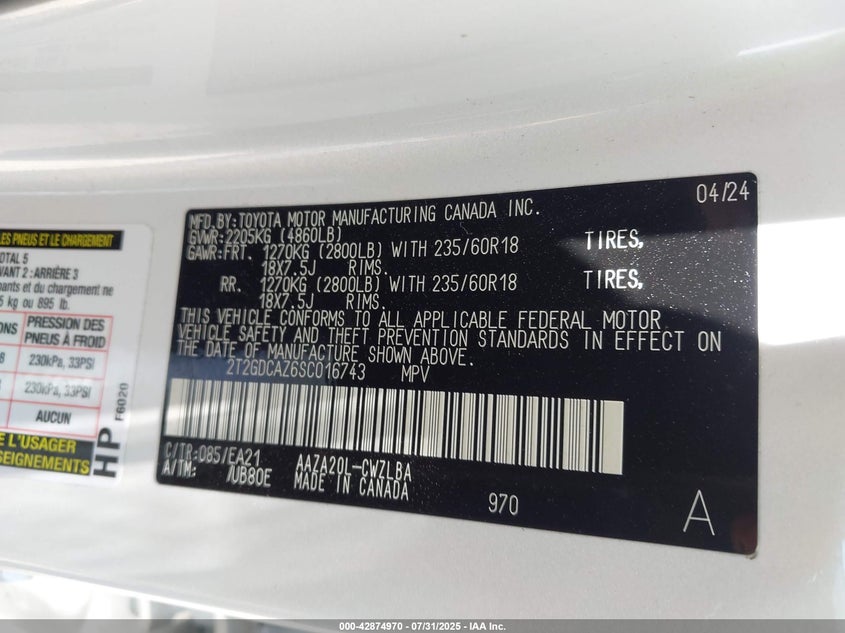 LES PNEUS ET LE CHARGEMENT
TOTAL 5
VANT 2 : ARRIÈRE 3
pants et du chargement ne
5 kg ou 895 lb.
ONS PRESSION DES PNEUS À FROID
8 230kPa, 33PSI
230kPa, 33PSI
AUCUN
E L'USAGER
SEIGNEMENTS
HP
F6020
04/24
MFD.BY:TOYOTA MOTOR MANUFACTURING CANADA INC.
GVWR:2205KG (4860LB)
GAWR:FRT. 1270KG (2800LB) WITH 235/60R18 TIRES,
18X7.5J RIMS.
RR. 1270KG (2800LB) WITH 235/60R18 TIRES,
18X7.5J RIMS.
THIS VEHICLE CONFORMS TO ALL APPLICABLE FEDERAL MOTOR
VEHICLE SAFETY AND THEFT PREVENTION STANDARDS IN EFFECT ON
THE DATE OF MANUFACTURE SHOWN ABOVE.
2T2GDCAZ6SC016743 MPV
C/TR:085/EA21 AAZA20L-CWZLBA
A/TM: /UB80E MADE IN CANADA
970
A
000-42874970 - 07/31/2025 - IAA Inc.